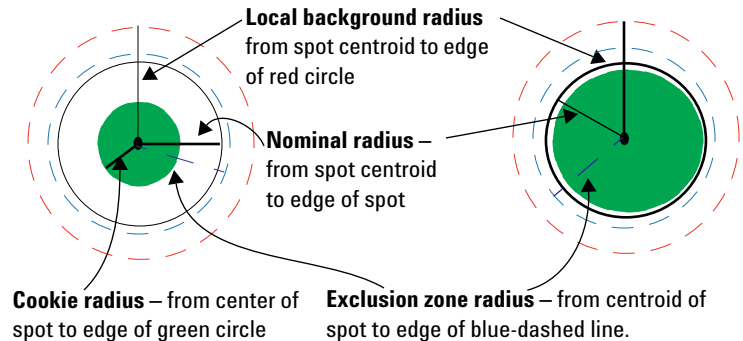 Local background radius
from spot centroid to edge
of red circle
Nominal radius –
from spot centroid
to edge of spot
Cookie radius – from center of
spot to edge of green circle
Exclusion zone radius – from centroid of
spot to edge of blue-dashed line.